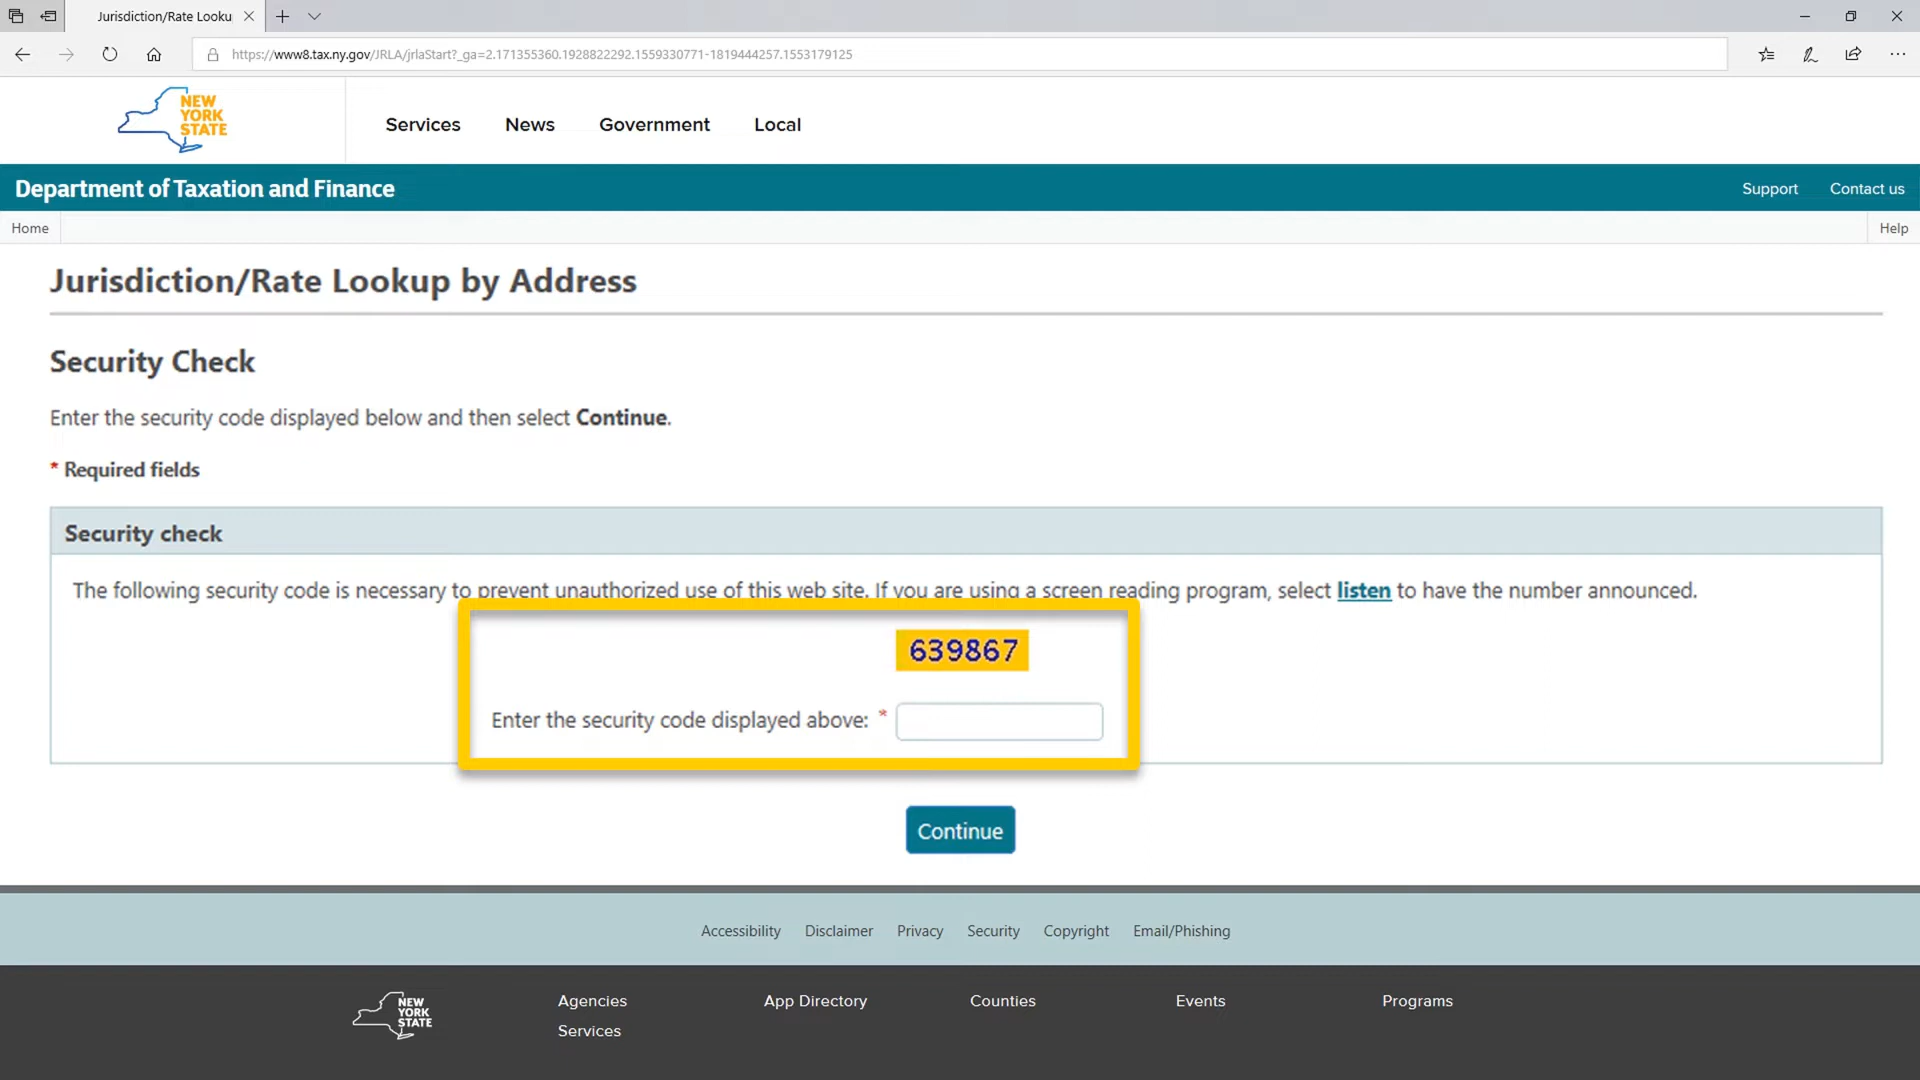 Jurisdiction/Rate Looku
https://www8.tax.ny.gov/JRLA/jrlaStart?_ga=2.171355360.1928822292.1559330771-1819444257.1553179125
NEW
YORK
STATE
Services News Government Local
Department of Taxation and Finance
Support Contact us
Home
Help
Jurisdiction/Rate Lookup by Address
Security Check
Enter the security code displayed below and then select Continue.
* Required fields
Security check
The following security code is necessary to prevent unauthorized use of this web site. If you are using a screen reading program, select listen to have the number announced.
639867
Enter the security code displayed above: *
Continue
Accessibility Disclaimer Privacy Security Copyright Email/Phishing
NEW
YORK
STATE
Agencies App Directory Counties Events Programs
Services